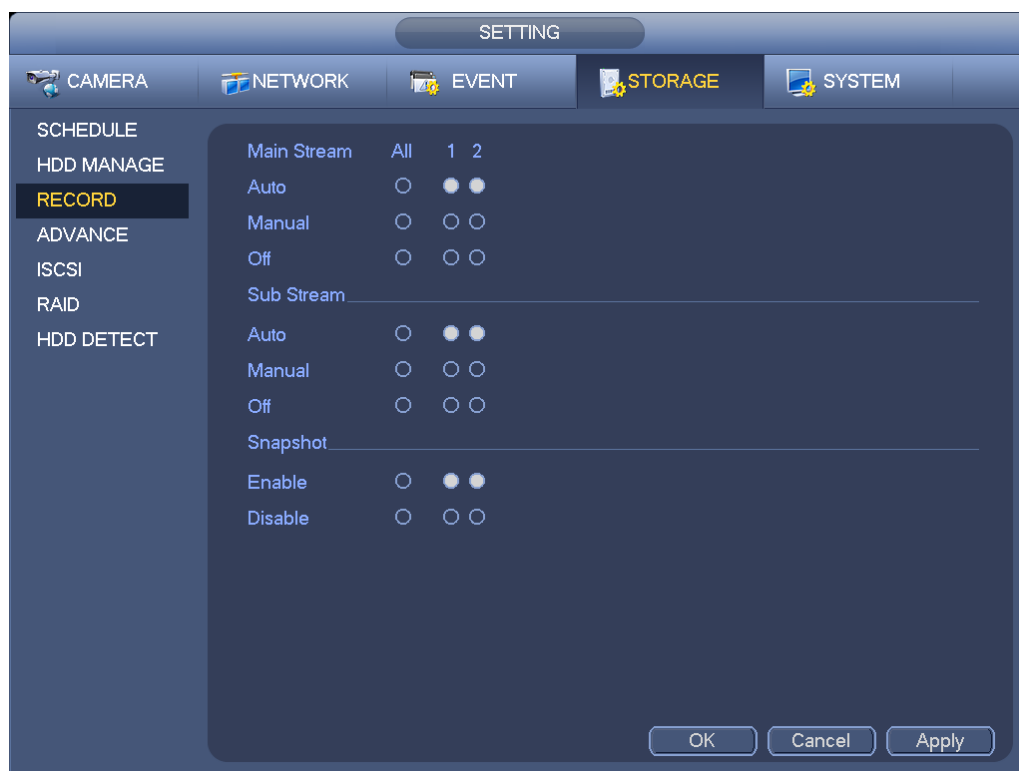 SETTING
CAMERA NETWORK EVENT STORAGE SYSTEM
SCHEDULE
HDD MANAGE
RECORD
ADVANCE
ISCSI
RAID
HDD DETECT
Main Stream All 1 2
Auto
Manual
Off
Sub Stream
Auto
Manual
Off
Snapshot
Enable
Disable
OK Cancel Apply